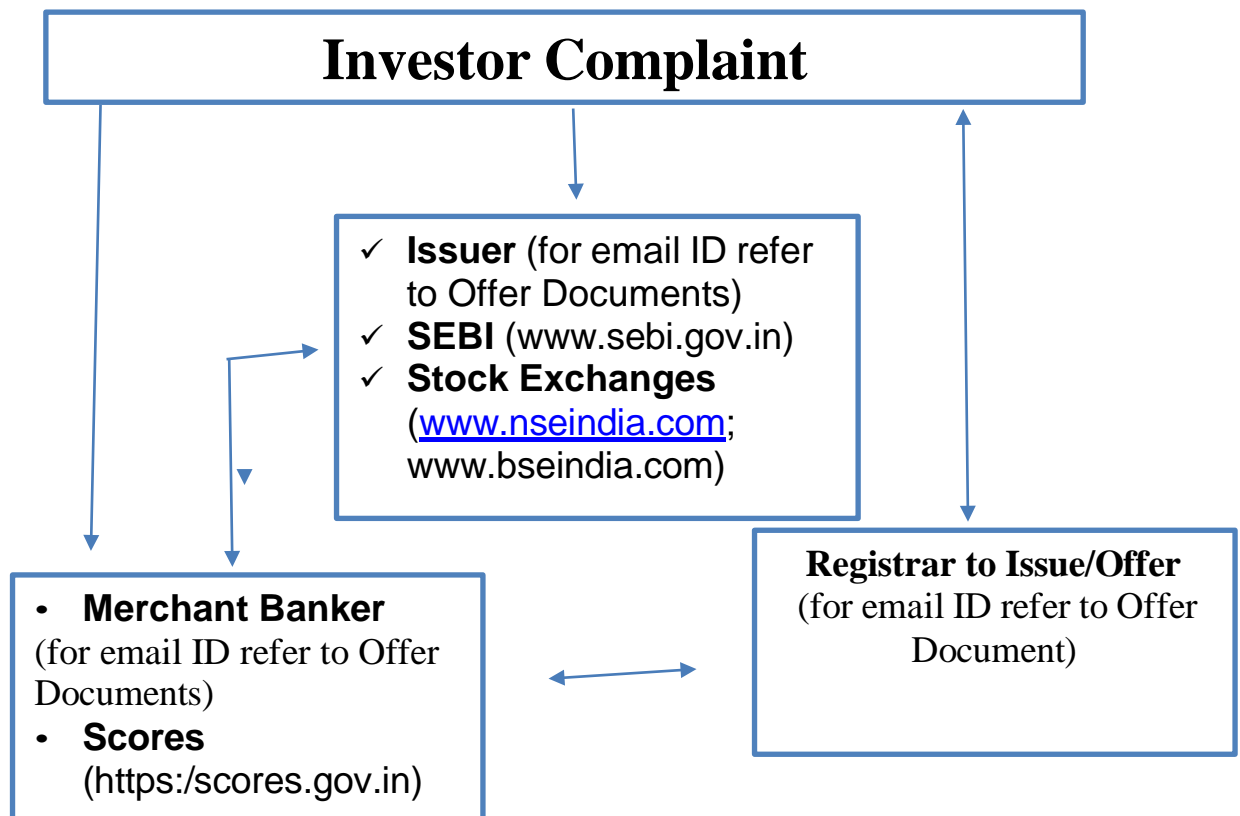 Investor Complaint
✓ Issuer (for email ID refer
to Offer Documents)
✓ SEBI (www.sebi.gov.in)
✓ Stock Exchanges
(www.nseindia.com;
www.bseindia.com)
• Merchant Banker
(for email ID refer to Offer
Documents)
• Scores
(https:/scores.gov.in)
Registrar to Issue/Offer
(for email ID refer to Offer
Document)